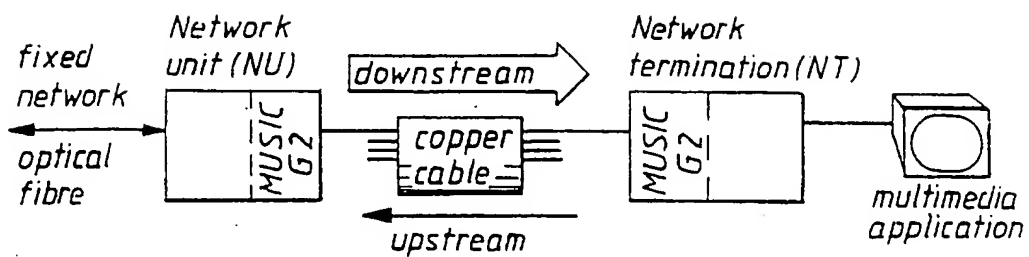 fixed
network
optical
fibre
Network
unit (NU)
MUSIC
G2
downstream
copper
cable
upstream
Network
termination (NT)
MUSIC
G2
multimedia
application